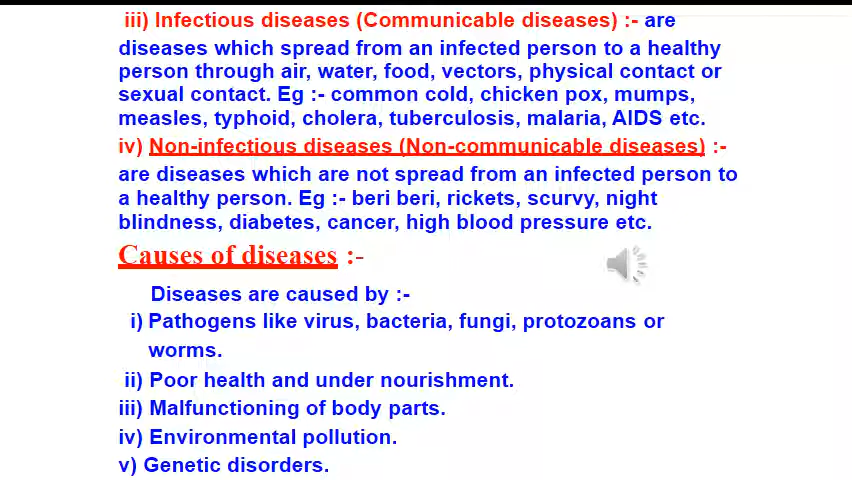 iii) Infectious diseases (Communicable diseases) :- are
diseases which spread from an infected person to a healthy
person through air, water, food, vectors, physical contact or
sexual contact. Eg :- common cold, chicken pox, mumps,
measles, typhoid, cholera, tuberculosis, malaria, AIDS etc.
iv) Non-infectious diseases (Non-communicable diseases) :-
are diseases which are not spread from an infected person to
a healthy person. Eg :- beri beri, rickets, scurvy, night
blindness, diabetes, cancer, high blood pressure etc.
Causes of diseases :-
Diseases are caused by :-
i) Pathogens like virus, bacteria, fungi, protozoans or
worms.
ii) Poor health and under nourishment.
iii) Malfunctioning of body parts.
iv) Environmental pollution.
v) Genetic disorders.